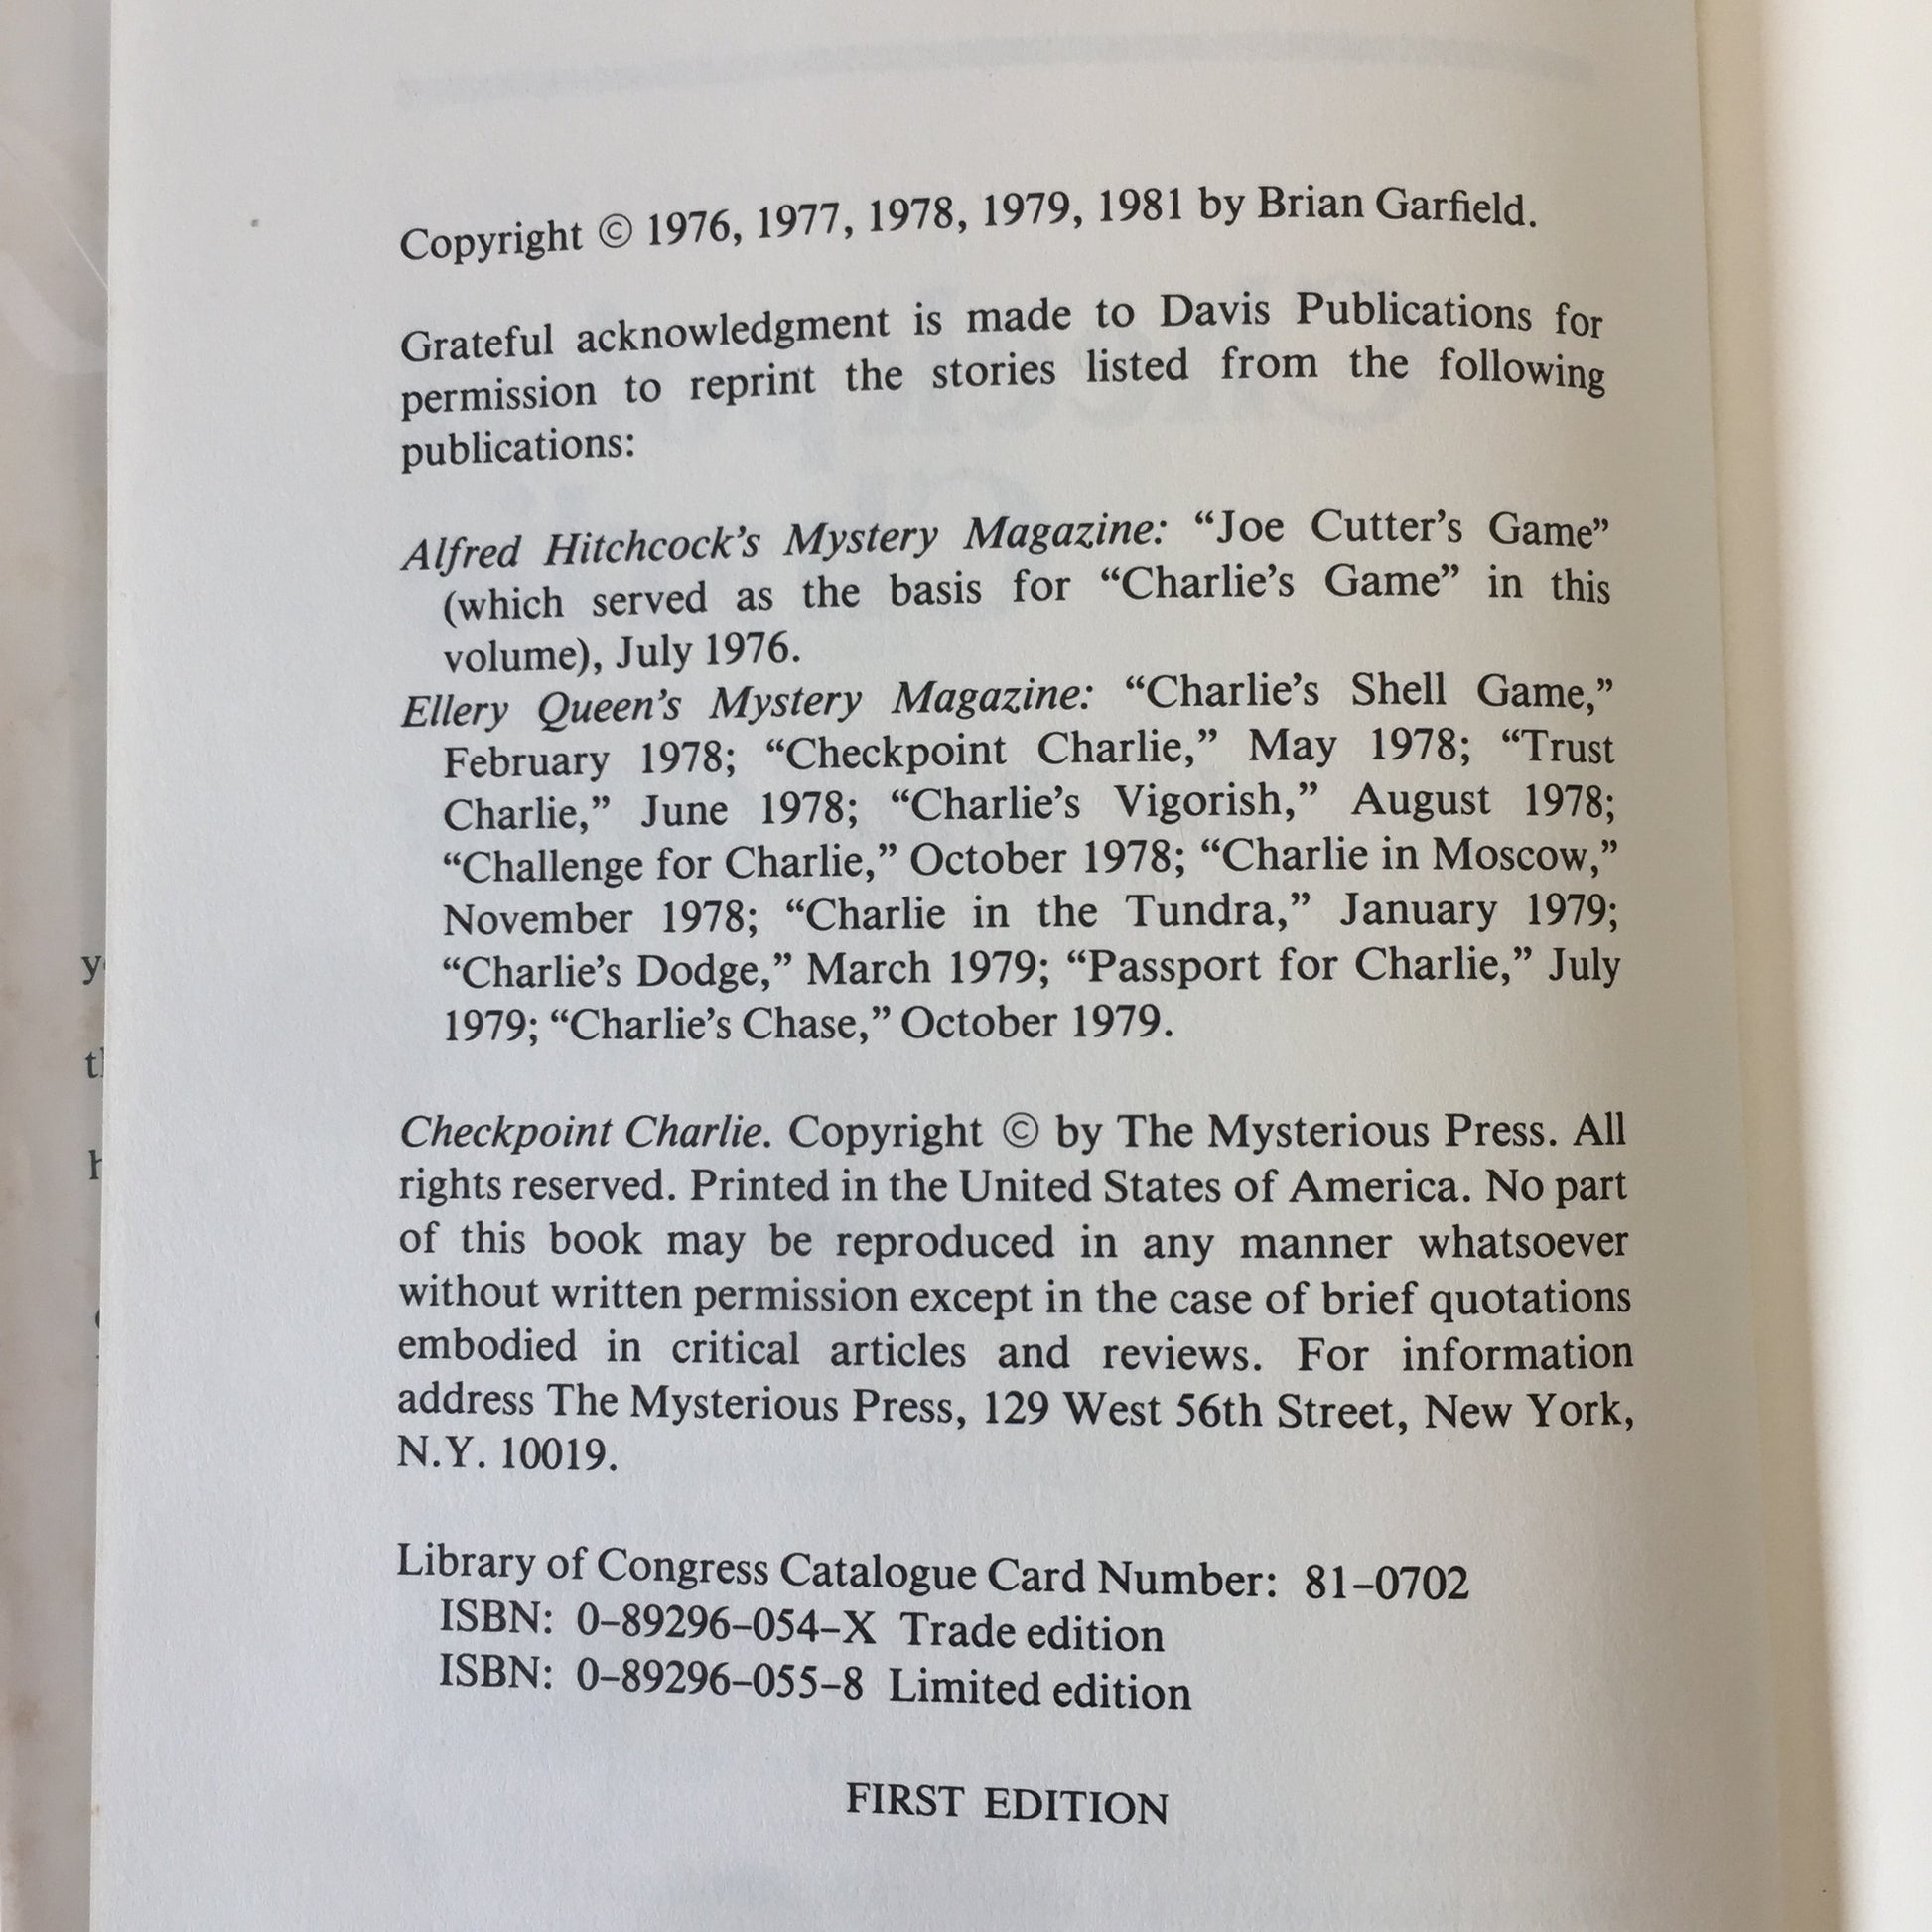 Copyright © 1976, 1977, 1978, 1979, 1981 by Brian Garfield.
Grateful acknowledgment is made to Davis Publications for
permission to reprint the stories listed from the following
publications:
Alfred Hitchcock’s Mystery Magazine: “Joe Cutter’s Game”
(which served as the basis for “Charlie’s Game” in this
volume), July 1976.
Ellery Queen’s Mystery Magazine: “Charlie’s Shell Game,”
February 1978; “Checkpoint Charlie,” May 1978; “Trust
Charlie,” June 1978; “Charlie’s Vigorish,” August 1978;
“Challenge for Charlie,” October 1978; “Charlie in Moscow,”
November 1978; “Charlie in the Tundra,” January 1979;
“Charlie’s Dodge,” March 1979; “Passport for Charlie,” July
1979; “Charlie’s Chase,” October 1979.
Checkpoint Charlie. Copyright © by The Mysterious Press. All
rights reserved. Printed in the United States of America. No part
of this book may be reproduced in any manner whatsoever
without written permission except in the case of brief quotations
embodied in critical articles and reviews. For information
address The Mysterious Press, 129 West 56th Street, New York,
N.Y. 10019.
Library of Congress Catalogue Card Number: 81–0702
ISBN: 0–89296–054–X Trade edition
ISBN: 0–89296–055–8 Limited edition
FIRST EDITION